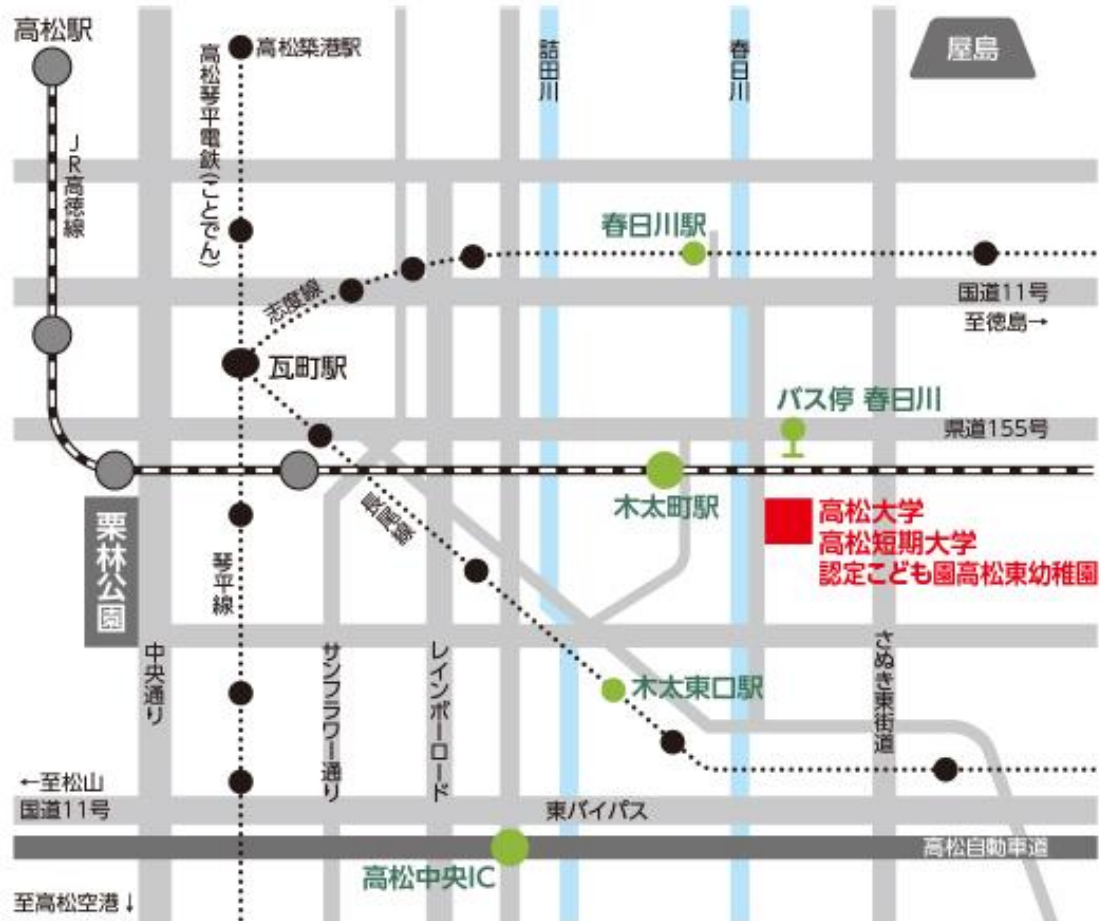 高松駅
高松築港駅
高松琴平電鉄(ことでん)
詰田川
春日川
屋島
JR高徳線
春日川駅
志度線
国道11号
至徳島→
瓦町駅
バス停 春日川
県道155号
長尾線
木太町駅
高松大学
高松短期大学
認定こども園高松東幼稚園
栗林公園
琴平線
中央通り
サンフラワー通り
レインボーロード
さぬき東街道
木太東口駅
←至松山
国道11号
東バイパス
高松自動車道
高松中央IC
至高松空港↓